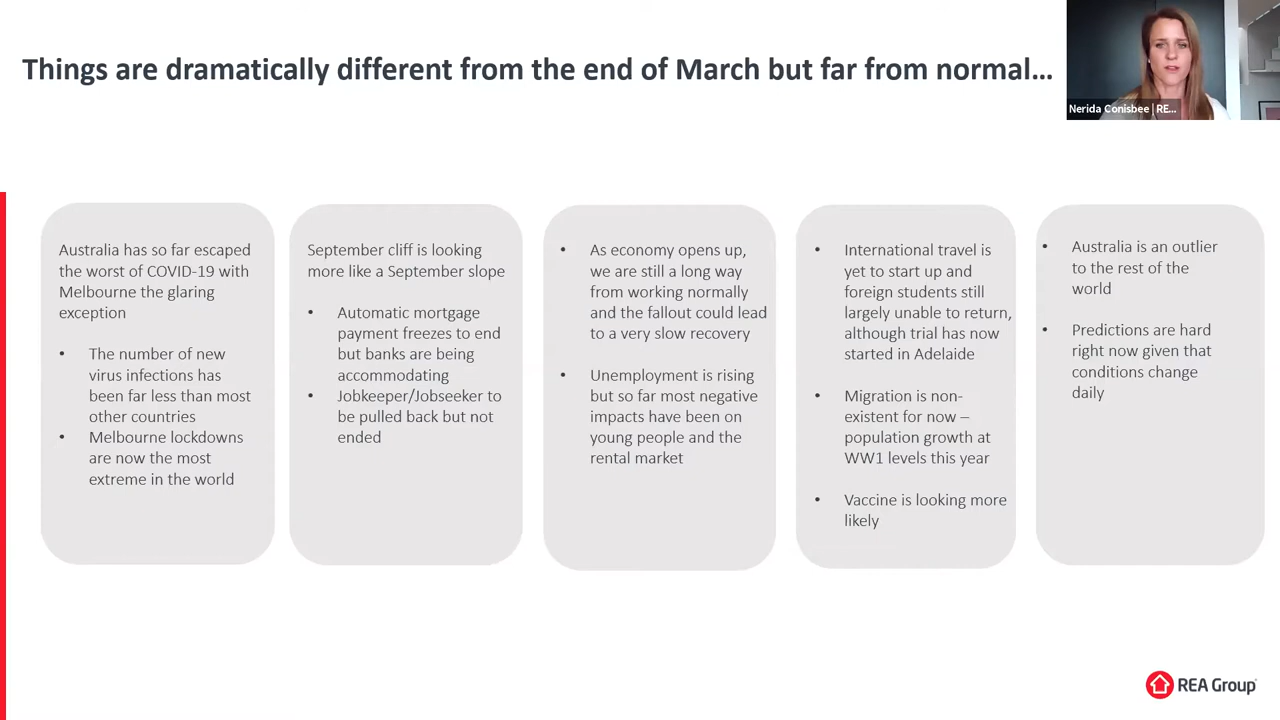 Things are dramatically different from the end of March but far from normal...
Nerida Conisbee | RE...
Australia has so far escaped
the worst of COVID-19 with
Melbourne the glaring
exception
• The number of new
virus infections has
been far less than most
other countries
• Melbourne lockdowns
are now the most
extreme in the world
September cliff is looking
more like a September slope
• Automatic mortgage
payment freezes to end
but banks are being
accommodating
• Jobkeeper/Jobseeker to
be pulled back but not
ended
• As economy opens up,
we are still a long way
from working normally
and the fallout could lead
to a very slow recovery
• Unemployment is rising
but so far most negative
impacts have been on
young people and the
rental market
• International travel is
yet to start up and
foreign students still
largely unable to return,
although trial has now
started in Adelaide
• Migration is non-
existent for now –
population growth at
WW1 levels this year
• Vaccine is looking more
likely
• Australia is an outlier
to the rest of the
world
• Predictions are hard
right now given that
conditions change
daily
REA Group